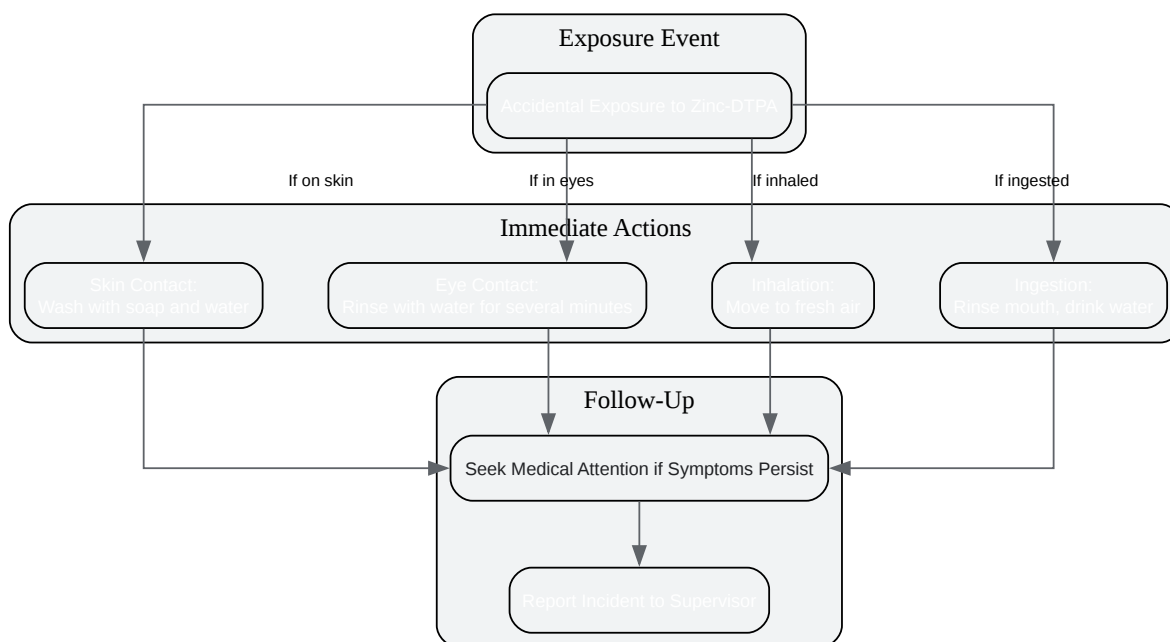 Exposure Event
Accidental Exposure to Zinc-DTPA
If on skin
If in eyes
If inhaled
If ingested
Immediate Actions
Skin Contact:
Wash with soap and water
Eye Contact:
Rinse with water for several minutes
Inhalation:
Move to fresh air
Ingestion:
Rinse mouth, drink water
Follow-Up
Seek Medical Attention if Symptoms Persist
Report Incident to Supervisor